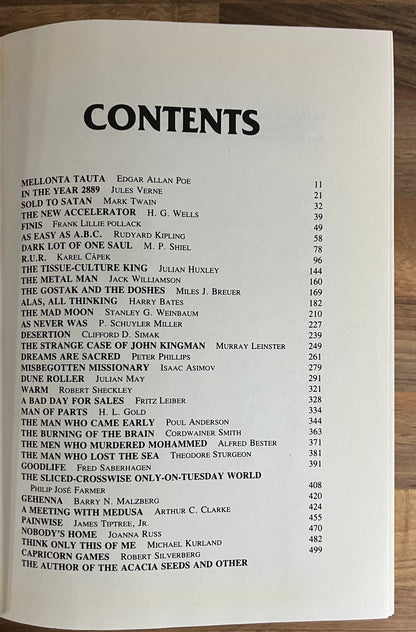 CONTENTS
MELLONTA TAUTA Edgar Allan Poe 11
IN THE YEAR 2889 Jules Verne 21
SOLD TO SATAN Mark Twain 32
THE NEW ACCELERATOR H. G. Wells 39
FINIS Frank Lillie pollack 49
AS EASY AS A.B.C. Rudyard Kipling 58
DARK LOT OF ONE SAUL M. P. Shiel 78
R.U.R. Karel Cǎpek 96
THE TISSUE-CULTURE KING Julian Huxley 144
THE METAL MAN Jack Williamson 160
THE GOSTAK AND THE DOSHES Miles J. Breuer 169
ALAS, ALL THINKING Harry Bates 182
THE MAD MOON Stanley G. Weinbaum 210
AS NEVER WAS P. Schuyler Miller 227
DESERTION Clifford D. Simak 239
THE STRANGE CASE OF JOHN KINGMAN Murray Leinster 249
DREAMS ARE SACRED Peter Phillips 261
MISBEGOTTEN MISSIONARY Isaac Asimov 279
DUNE ROLLER Julian May 291
WARM Robert Sheckley 321
A BAD DAY FOR SALES Fritz Leiber 328
MAN OF PARTS H. L. Gold 334
THE MAN WHO CAME EARLY Poul Anderson 344
THE BURNING OF THE BRAIN Cordwainer Smith 363
THE MEN WHO MURDERED MOHAMMED Alfred Bester 371
THE MAN WHO LOST THE SEA Theodore Sturgeon 381
GOODLIFE Fred Saberhagen 391
THE SLICED-CROSSWISE ONLY-ON-TUESDAY WORLD
Philip José Farmer 408
GEHENNA Barry N. Malzberg 420
A MEETING WITH MEDUSA Arthur C. Clarke 424
PAINWISE James Tiptree, Jr. 455
NOBODY'S HOME Joanna Russ 470
THINK ONLY THIS OF ME Michael Kurland 482
CAPRICORN GAMES Robert Silverberg 499
THE AUTHOR OF THE ACACIA SEEDS AND OTHER